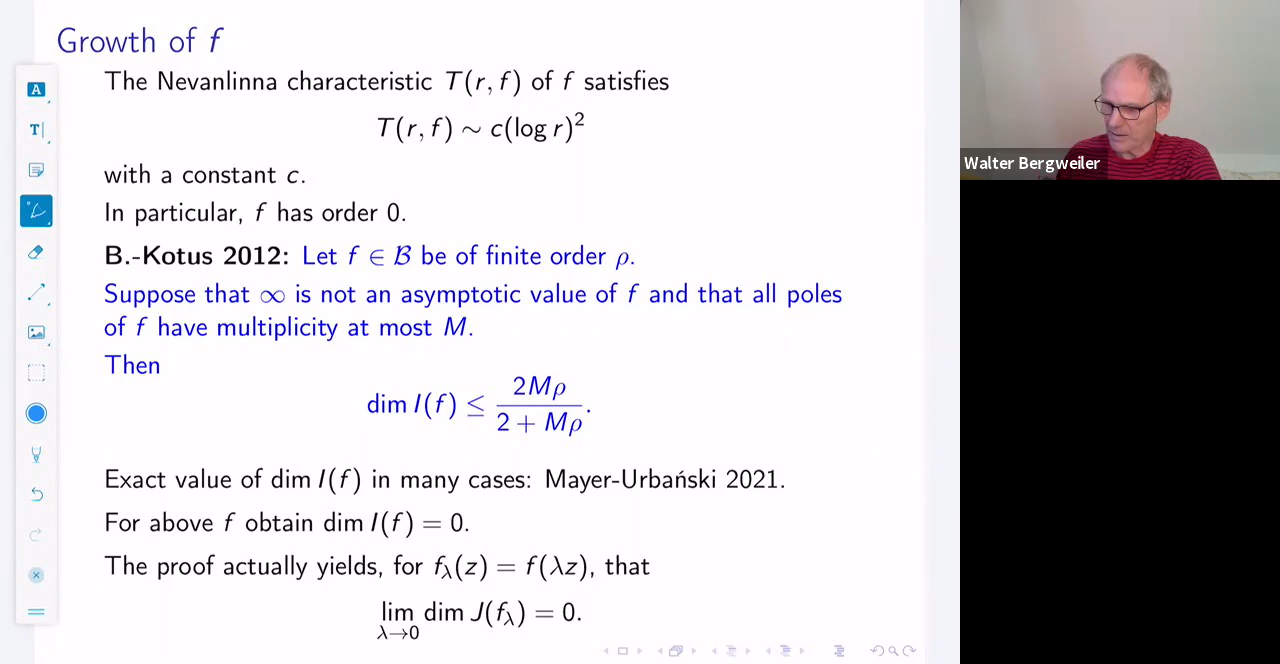 Growth of f
The Nevanlinna characteristic T(r, f) of f satisfies
T(r, f) ∼ c(log r)²
with a constant c.
In particular, f has order 0.
B.-Kotus 2012: Let f ∈ ℬ be of finite order ρ.
Suppose that ∞ is not an asymptotic value of f and that all poles
of f have multiplicity at most M.
Then
dim I(f) ≤ 2Mρ / (2 + Mρ).
Exact value of dim I(f) in many cases: Mayer-Urbański 2021.
For above f obtain dim I(f) = 0.
The proof actually yields, for f_λ(z) = f(λz), that
lim_{λ→0} dim J(f_λ) = 0.
A
T
Walter Bergweiler